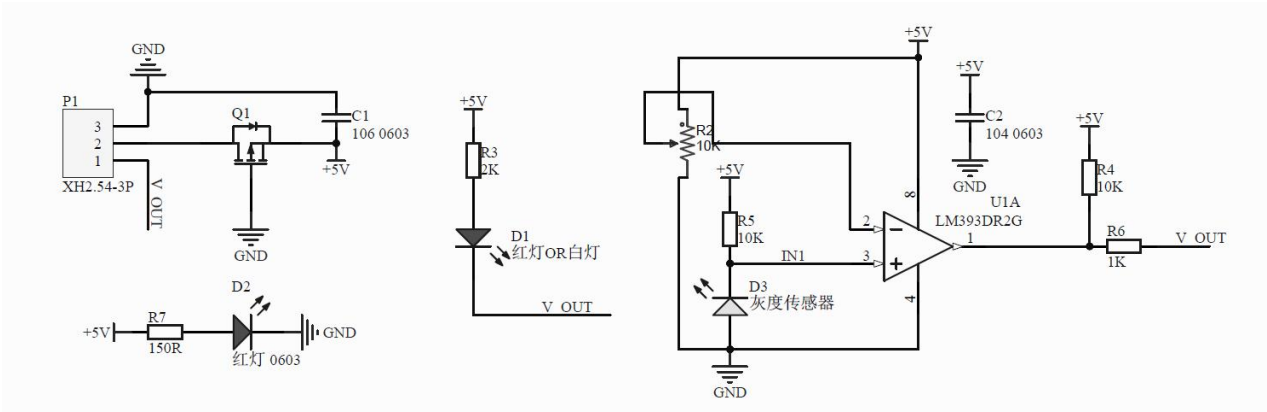 GND
P1
3
2
1
XH2.54-3P
V_OUT
Q1
GND
C1
106 0603
+5V
+5V
R7
150R
D2
红灯 0603
GND
+5V
R3
2K
D1
红灯OR白灯
V_OUT
+5V
R2
10K
+5V
R5
10K
IN1
D3
灰度传感器
GND
2
3
8
4
1
U1A
LM393DR2G
+5V
C2
104 0603
GND
+5V
R4
10K
R6
1K
V_OUT